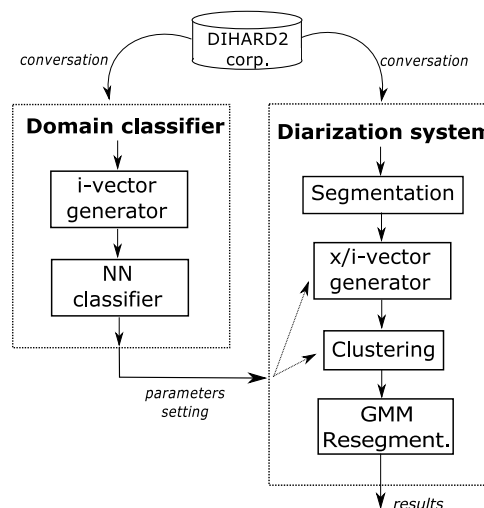 DIHARD2
corp.
conversation
conversation
Domain classifier
i-vector
generator
NN
classifier
parameters
setting
Diarization system
Segmentation
x/i-vector
generator
Clustering
GMM
Resegment.
results